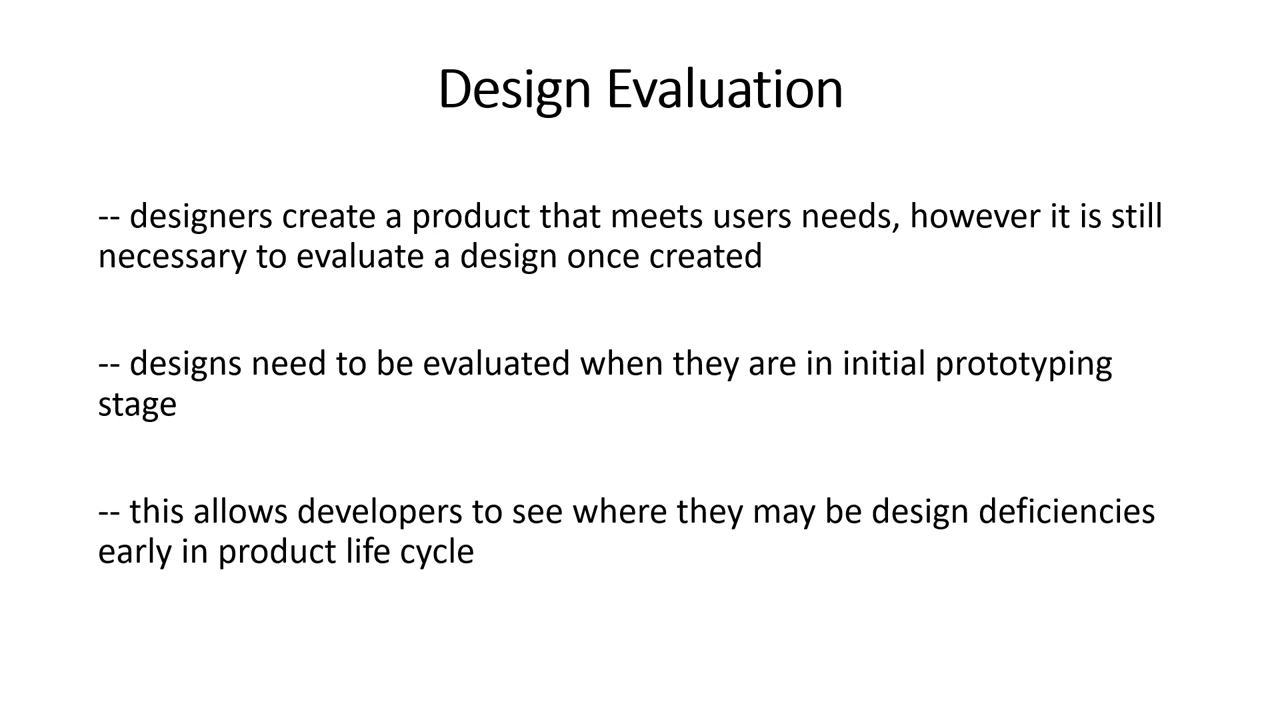 Design Evaluation
-- designers create a product that meets users needs, however it is still
necessary to evaluate a design once created
-- designs need to be evaluated when they are in initial prototyping
stage
-- this allows developers to see where they may be design deficiencies
early in product life cycle